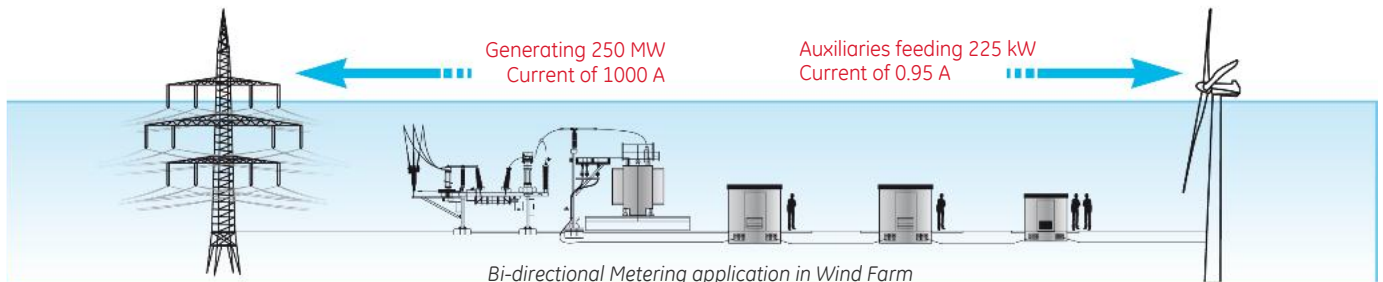 Generating 250 MW
Current of 1000 A
Auxiliaries feeding 225 kW
Current of 0.95 A
Bi-directional Metering application in Wind Farm